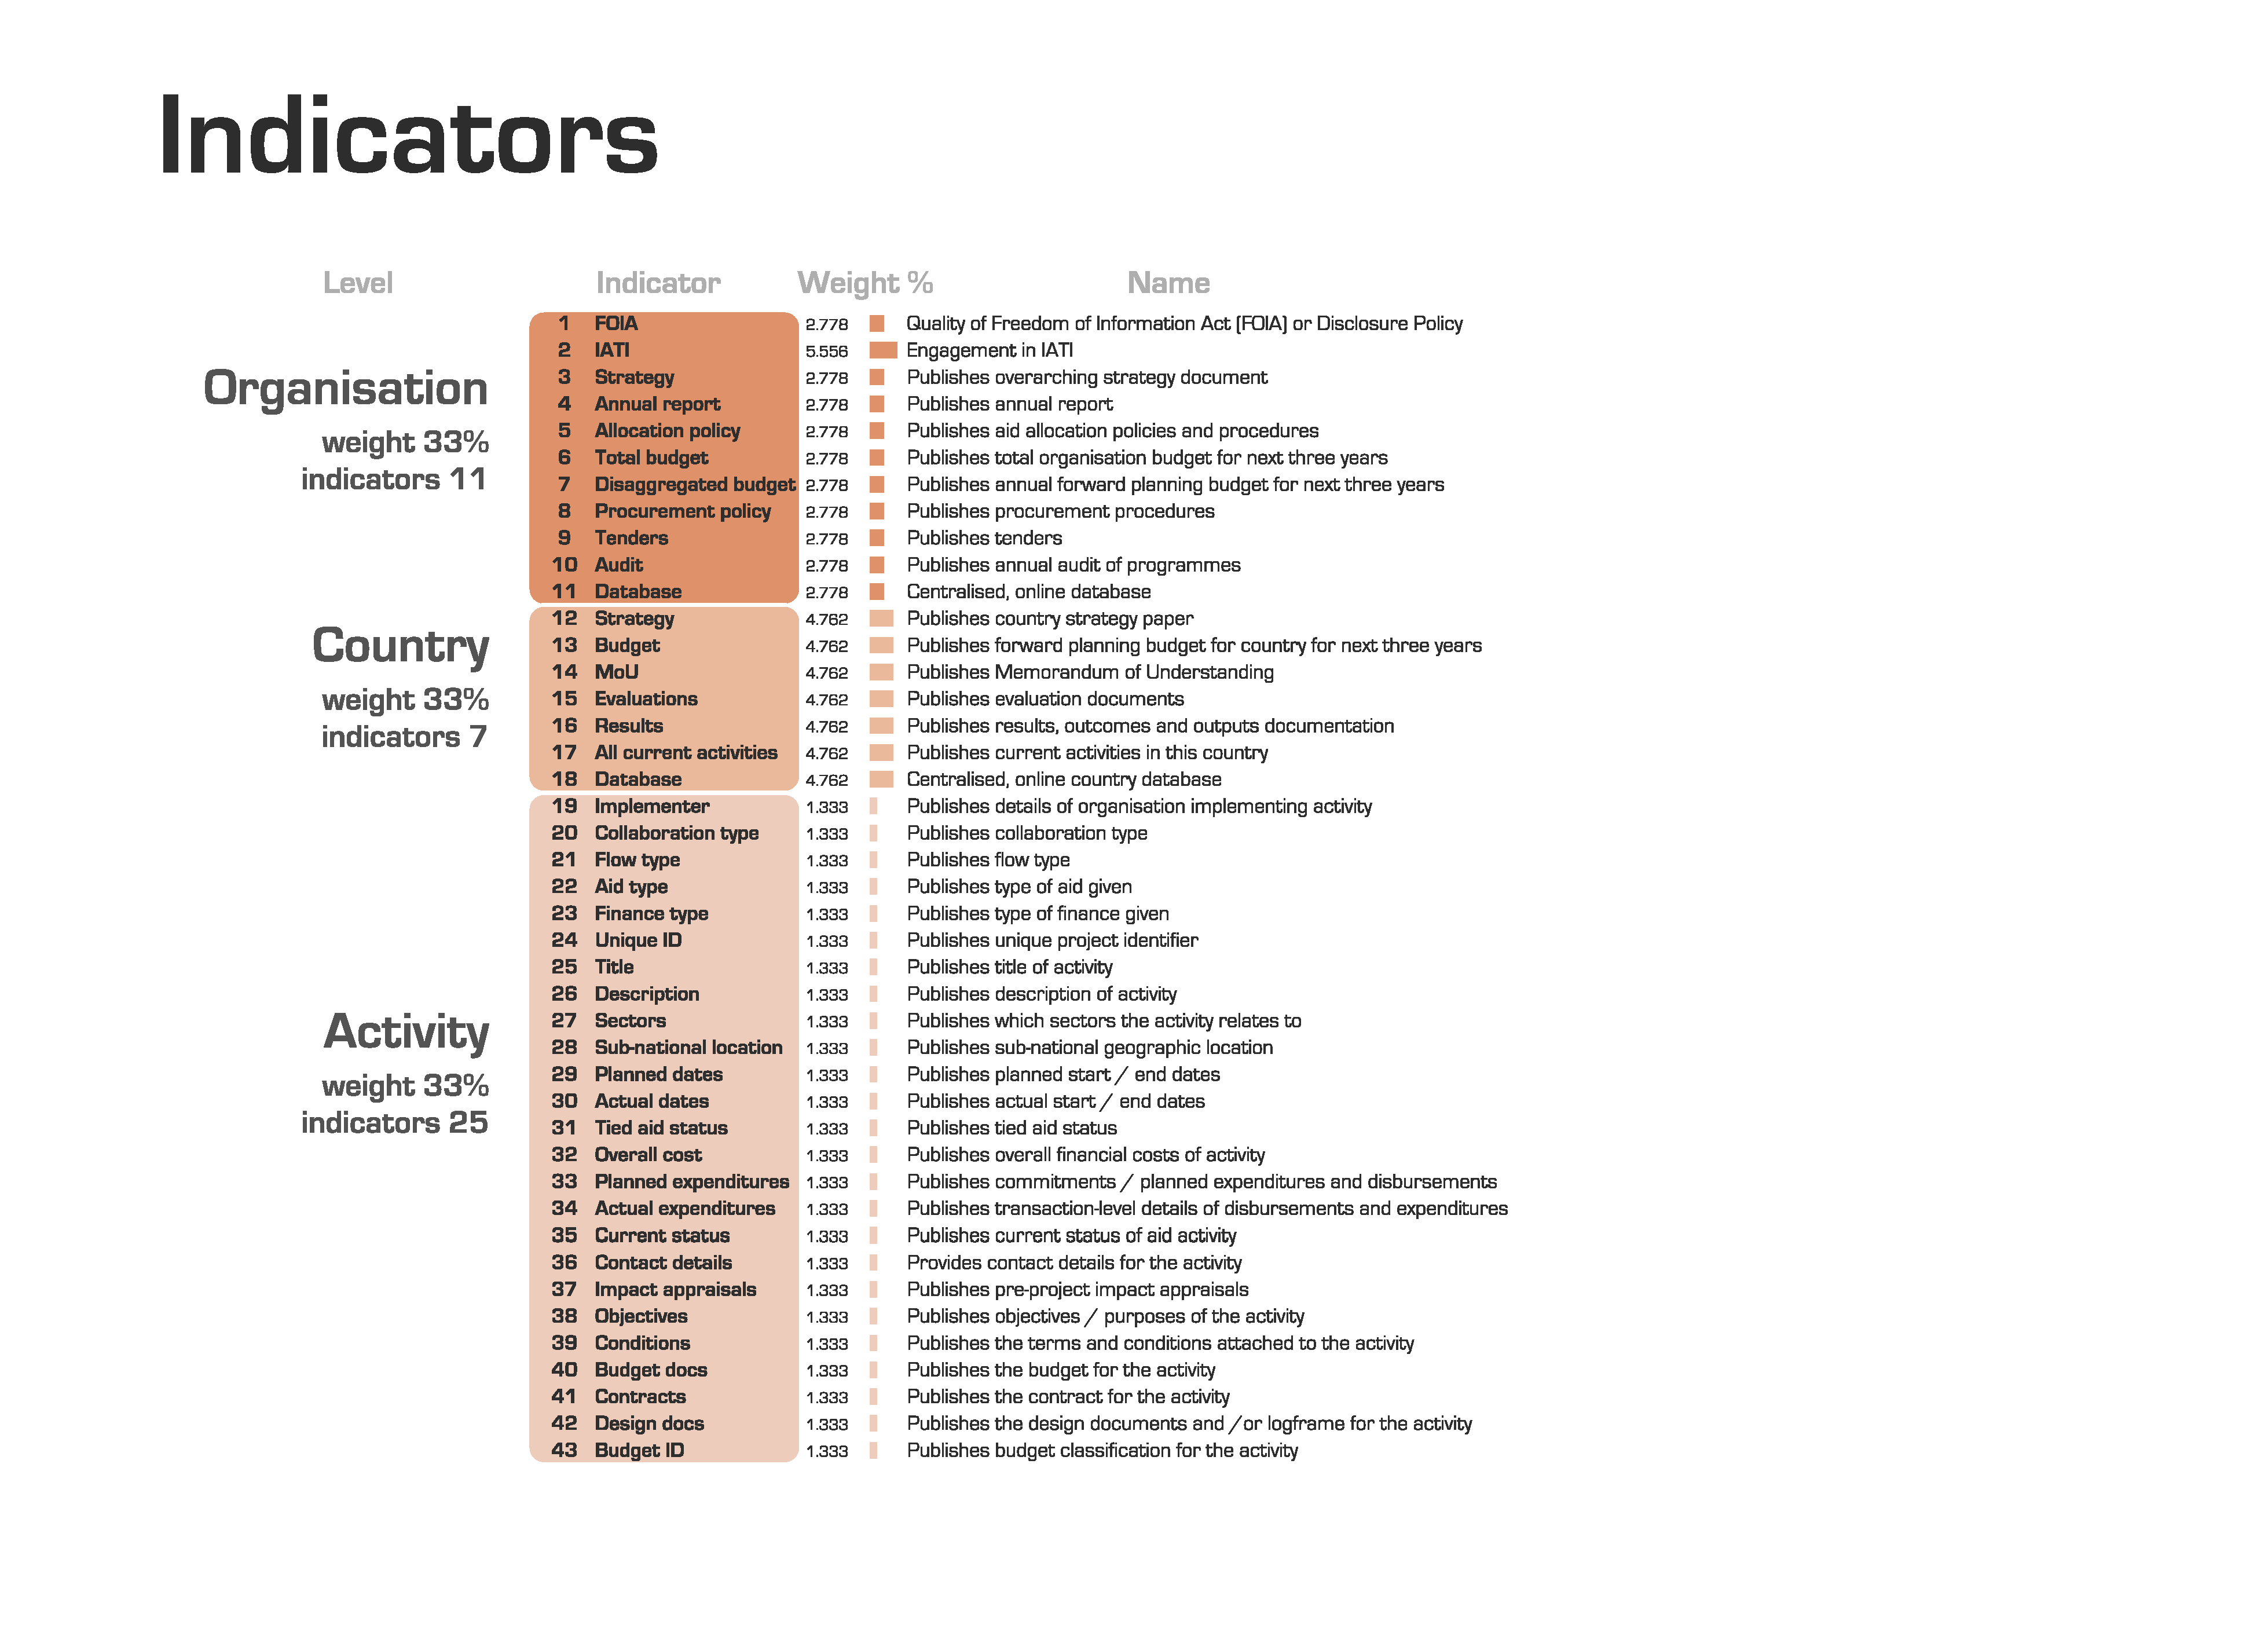 Indicators
Level Indicator Weight % Name
Organisation
weight 33%
indicators 11
1 FOIA 2.778 Quality of Freedom of Information Act (FOIA) or Disclosure Policy
2 IATI 5.556 Engagement in IATI
3 Strategy 2.778 Publishes overarching strategy document
4 Annual report 2.778 Publishes annual report
5 Allocation policy 2.778 Publishes aid allocation policies and procedures
6 Total budget 2.778 Publishes total organisation budget for next three years
7 Disaggregated budget 2.778 Publishes annual forward planning budget for next three years
8 Procurement policy 2.778 Publishes procurement procedures
9 Tenders 2.778 Publishes tenders
10 Audit 2.778 Publishes annual audit of programmes
11 Database 2.778 Centralised, online database
Country
weight 33%
indicators 7
12 Strategy 4.762 Publishes country strategy paper
13 Budget 4.762 Publishes forward planning budget for country for next three years
14 MoU 4.762 Publishes Memorandum of Understanding
15 Evaluations 4.762 Publishes evaluation documents
16 Results 4.762 Publishes results, outcomes and outputs documentation
17 All current activities 4.762 Publishes current activities in this country
18 Database 4.762 Centralised, online country database
Activity
weight 33%
indicators 25
19 Implementer 1.333 Publishes details of organisation implementing activity
20 Collaboration type 1.333 Publishes collaboration type
21 Flow type 1.333 Publishes flow type
22 Aid type 1.333 Publishes type of aid given
23 Finance type 1.333 Publishes type of finance given
24 Unique ID 1.333 Publishes unique project identifier
25 Title 1.333 Publishes title of activity
26 Description 1.333 Publishes description of activity
27 Sectors 1.333 Publishes which sectors the activity relates to
28 Sub-national location 1.333 Publishes sub-national geographic location
29 Planned dates 1.333 Publishes planned start / end dates
30 Actual dates 1.333 Publishes actual start / end dates
31 Tied aid status 1.333 Publishes tied aid status
32 Overall cost 1.333 Publishes overall financial costs of activity
33 Planned expenditures 1.333 Publishes commitments / planned expenditures and disbursements
34 Actual expenditures 1.333 Publishes transaction-level details of disbursements and expenditures
35 Current status 1.333 Publishes current status of aid activity
36 Contact details 1.333 Provides contact details for the activity
37 Impact appraisals 1.333 Publishes pre-project impact appraisals
38 Objectives 1.333 Publishes objectives / purposes of the activity
39 Conditions 1.333 Publishes the terms and conditions attached to the activity
40 Budget docs 1.333 Publishes the budget for the activity
41 Contracts 1.333 Publishes the contract for the activity
42 Design docs 1.333 Publishes the design documents and /or logframe for the activity
43 Budget ID 1.333 Publishes budget classification for the activity